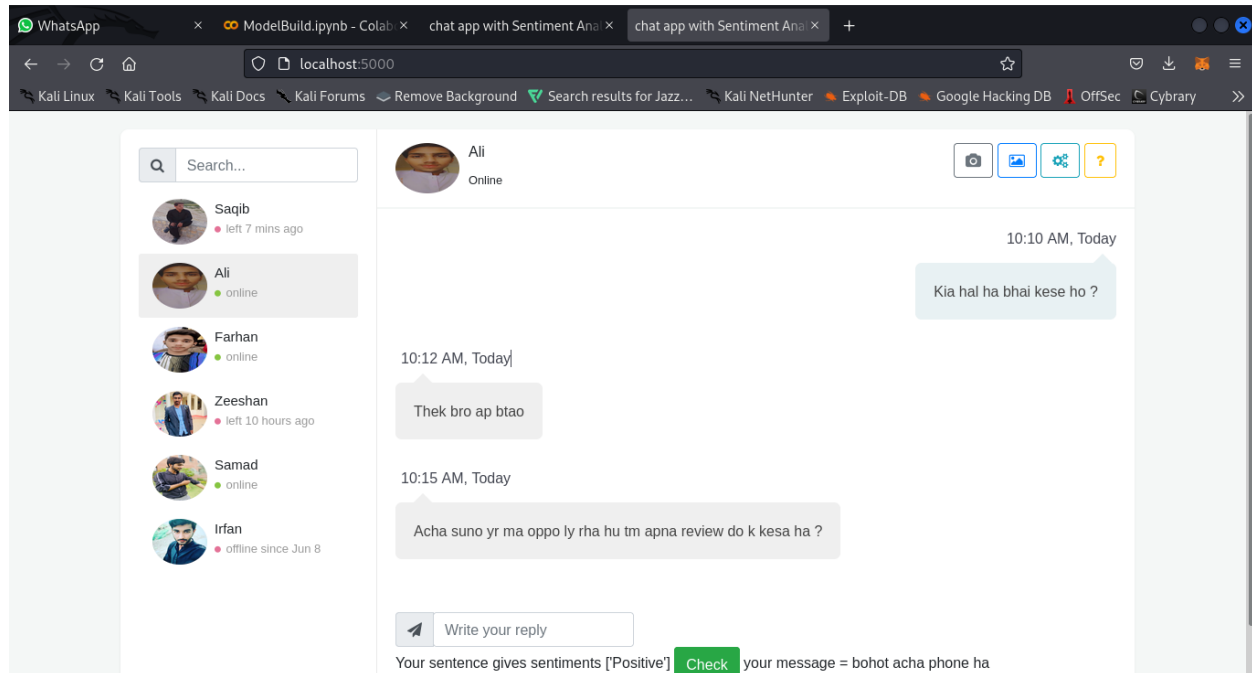 WhatsApp
ModelBuild.ipynb - Colab
chat app with Sentiment Anal
chat app with Sentiment Anal
localhost:5000
Kali Linux Kali Tools Kali Docs Kali Forums Remove Background Search results for Jazz... Kali NetHunter Exploit-DB Google Hacking DB OffSec Cybrary
Search...
Saqib
left 7 mins ago
Ali
online
Farhan
online
Zeeshan
left 10 hours ago
Samad
online
Irfan
offline since Jun 8
Ali
Online
?
10:10 AM, Today
Kia hal ha bhai kese ho ?
10:12 AM, Today
Thek bro ap btao
10:15 AM, Today
Acha suno yr ma oppo ly rha hu tm apna review do k kesa ha ?
Write your reply
Your sentence gives sentiments ['Positive'] Check your message = bohot acha phone ha